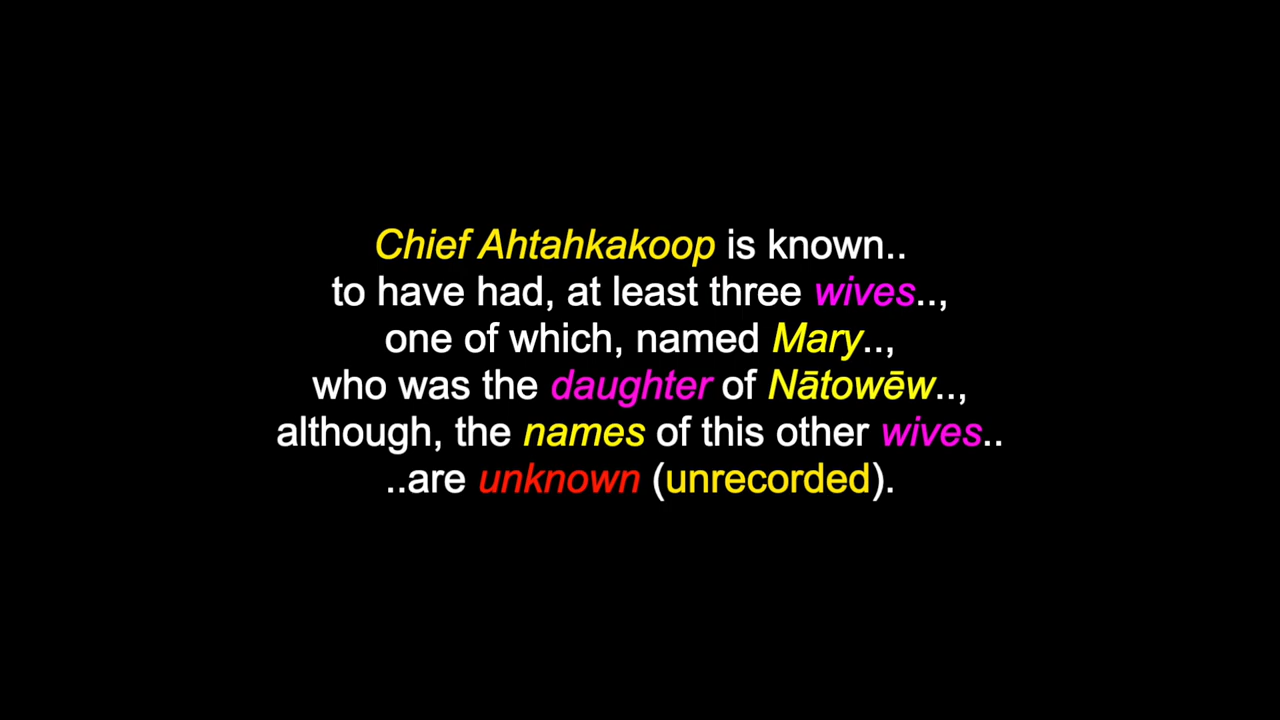 Chief Ahtahkakoop is known..
to have had, at least three wives..,
one of which, named Mary..,
who was the daughter of Nātowēw..,
although, the names of this other wives..
..are unknown (unrecorded).